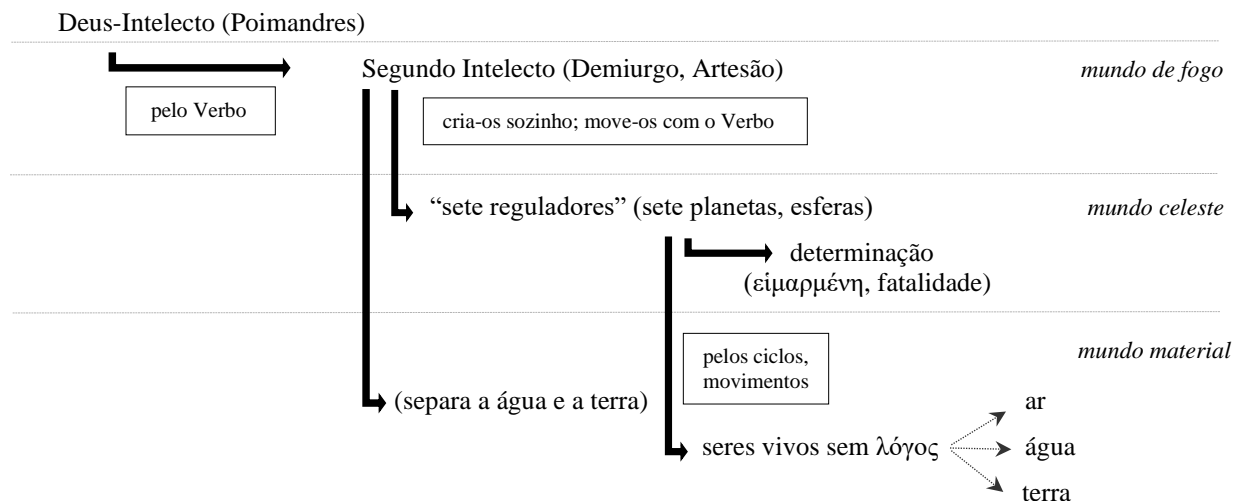 Deus-Intelecto (Poimandres)
Segundo Intelecto (Demiurgo, Artesão)
mundo de fogo
pelo Verbo
cria-os sozinho; move-os com o Verbo
“sete reguladores” (sete planetas, esferas)
mundo celeste
determinação
(εἱμαρμένη, fatalidade)
mundo material
pelos ciclos,
movimentos
(separa a água e a terra)
ar
seres vivos sem λόγος
água
terra